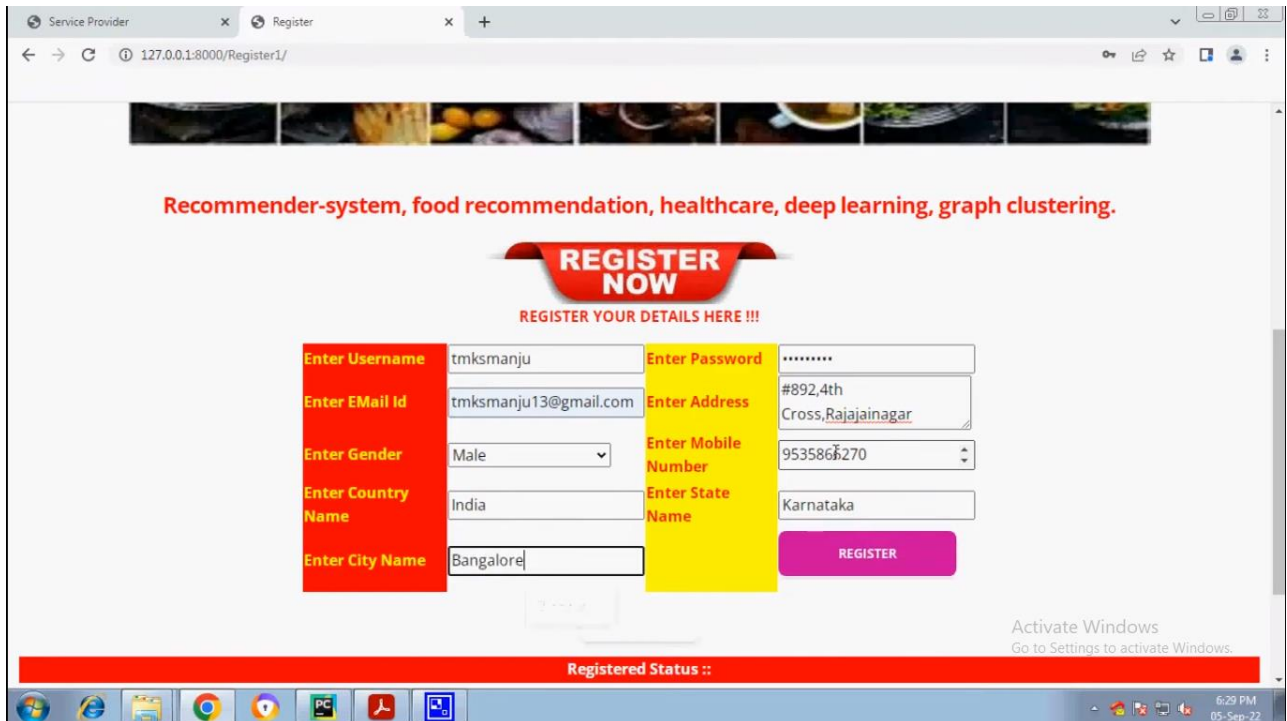 Service Provider
Register
127.0.0.1:8000/Register1/
Recommender-system, food recommendation, healthcare, deep learning, graph clustering.
REGISTER
NOW
REGISTER YOUR DETAILS HERE !!!
Enter Username tmksmanju Enter Password •••••••••
Enter EMail Id tmksmanju13@gmail.com Enter Address #892,4th
Cross,Rajajainagar
Enter Gender Male Enter Mobile
Number 9535866270
Enter Country
Name India Enter State
Name Karnataka
Enter City Name Bangalore REGISTER
Activate Windows
Go to Settings to activate Windows.
Registered Status ::
PC
6:29 PM
05-Sep-22